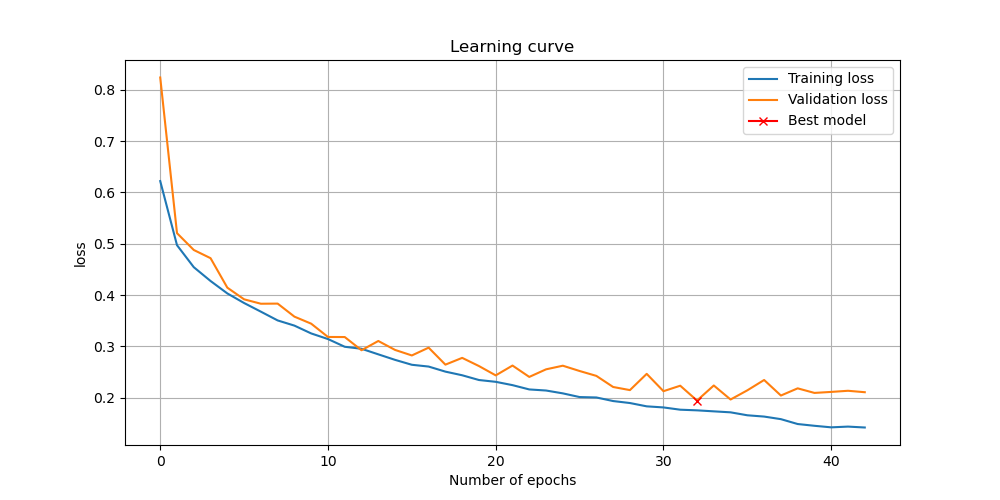 Learning curve
Training loss
Validation loss
Best model
0.8
0.7
0.6
0.5
0.4
0.3
0.2
loss
0 10 20 30 40
Number of epochs